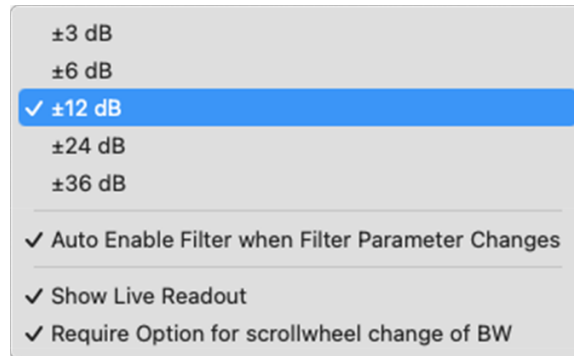 ±3 dB
±6 dB
✓ ±12 dB
±24 dB
±36 dB
✓ Auto Enable Filter when Filter Parameter Changes
✓ Show Live Readout
✓ Require Option for scrollwheel change of BW